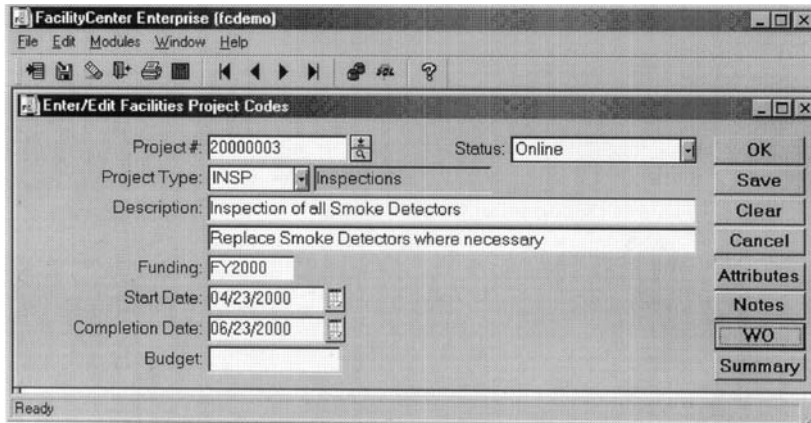 FacilityCenter Enterprise (fcdemo)
File Edit Modules Window Help
SQL
Enter/Edit Facilities Project Codes
Project #: 20000003 Status: Online OK
Project Type: INSP Inspections Save
Description: Inspection of all Smoke Detectors Clear
Replace Smoke Detectors where necessary Cancel
Funding: FY2000 Attributes
Start Date: 04/23/2000 Notes
Completion Date: 06/23/2000 WO
Budget: Summary
Ready